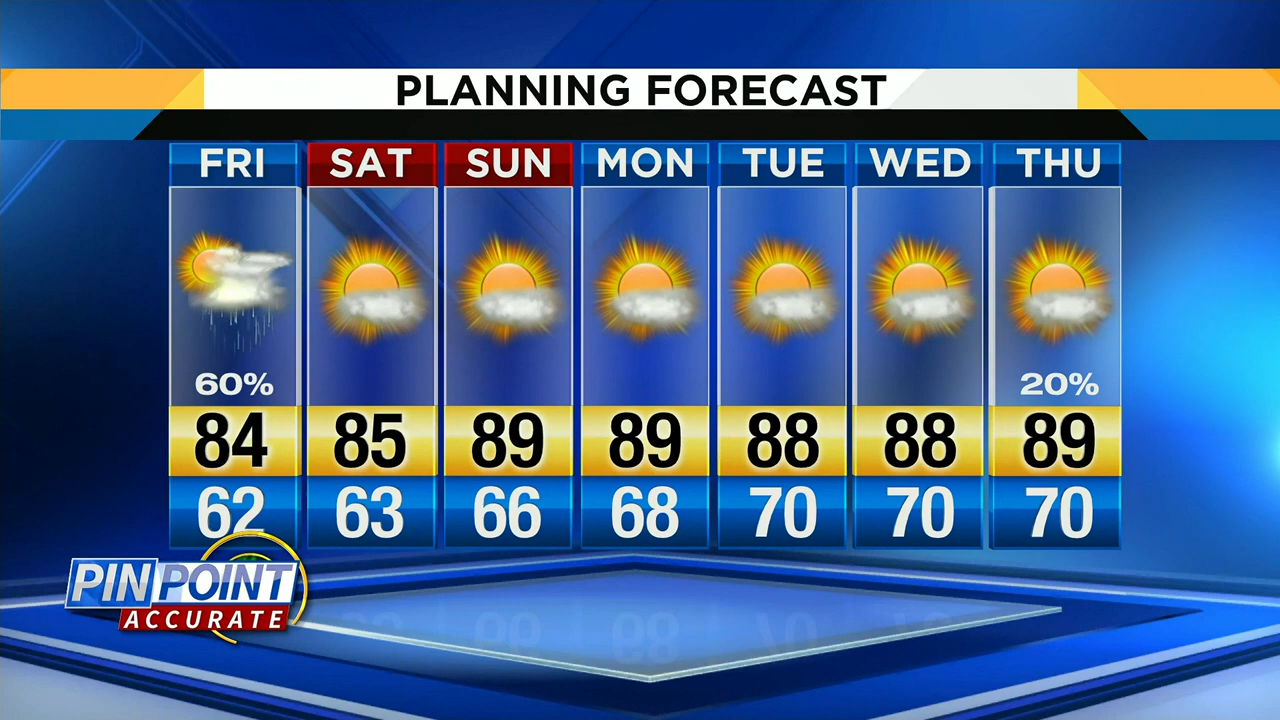 PLANNING FORECAST
FRI SAT SUN MON TUE WED THU
60% 20%
84 85 89 89 88 88 89
62 63 66 68 70 70 70
PINPOINT
ACCURATE